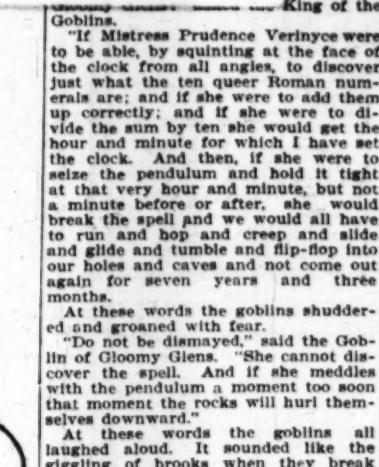 King of the
Goblins.
"If Mistress Prudence Verinyce were
to be able, by squinting at the face of
the clock from all angles, to discover
just what the ten queer Roman num-
erals are; and if she were to add them
up correctly; and if she were to di-
vide the sum by ten she would get the
hour and minute for which I have set
the clock. And then, if she were to
seize the pendulum and hold it tight
at that very hour and minute, but not
a minute before or after, she would
break the spell and we would all have
to run and hop and creep and slide
and glide and tumble and flip-flop into
our holes and caves and not come out
again for seven years and three
months.
At these words the goblins shudder-
ed and groaned with fear.
"Do not be dismayed," said the Gob-
lin of Gloomy Glens. "She cannot dis-
cover the spell. And if she meddles
with the pendulum a moment too soon
that moment the rocks will hurl them-
selves downward."
At these words the goblins all
laughed aloud. It sounded like the
giggling of brooks when they break